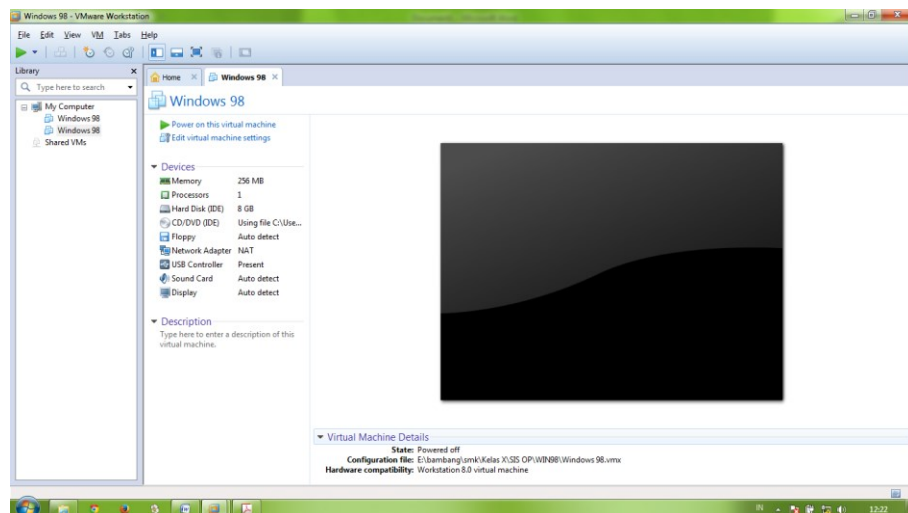 Windows 98 - VMware Workstation
File Edit View VM Tabs Help
Library
Type here to search
My Computer
Windows 98
Windows 98
Shared VMs
Home
Windows 98
Windows 98
Power on this virtual machine
Edit virtual machine settings
Devices
Memory 256 MB
Processors 1
Hard Disk (IDE) 8 GB
CD/DVD (IDE) Using file C:\Use...
Floppy Auto detect
Network Adapter NAT
USB Controller Present
Sound Card Auto detect
Display Auto detect
Description
Type here to enter a description of this
virtual machine.
Virtual Machine Details
State: Powered off
Configuration file: E:\bambang\smk\Kelas X\SIS OP\WIN98\Windows 98.vmx
Hardware compatibility: Workstation 8.0 virtual machine
IN
12:22